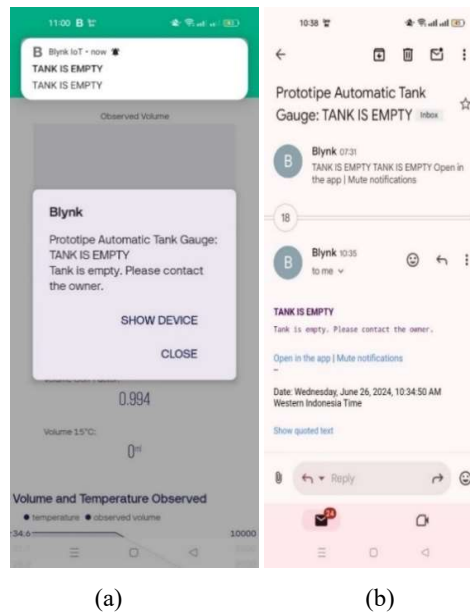 11:00 B
B Blynk IoT • now
TANK IS EMPTY
TANK IS EMPTY
Observed Volume
Blynk
Prototipe Automatic Tank Gauge:
TANK IS EMPTY
Tank is empty. Please contact
the owner.
SHOW DEVICE
CLOSE
0.994
Volume 15°C:
0ml
Volume and Temperature Observed
temperature observed volume
34.6
10000
(a)
10:38
Prototipe Automatic Tank
Gauge: TANK IS EMPTY Inbox
B
Blynk 07:31
TANK IS EMPTY TANK IS EMPTY Open in
the app | Mute notifications
18
B
Blynk 10:35
to me
TANK IS EMPTY
Tank is empty. Please contact the owner.
Open in the app | Mute notifications
--
Date: Wednesday, June 26, 2024, 10:34:50 AM
Western Indonesia Time
Show quoted text
Reply
24
(b)